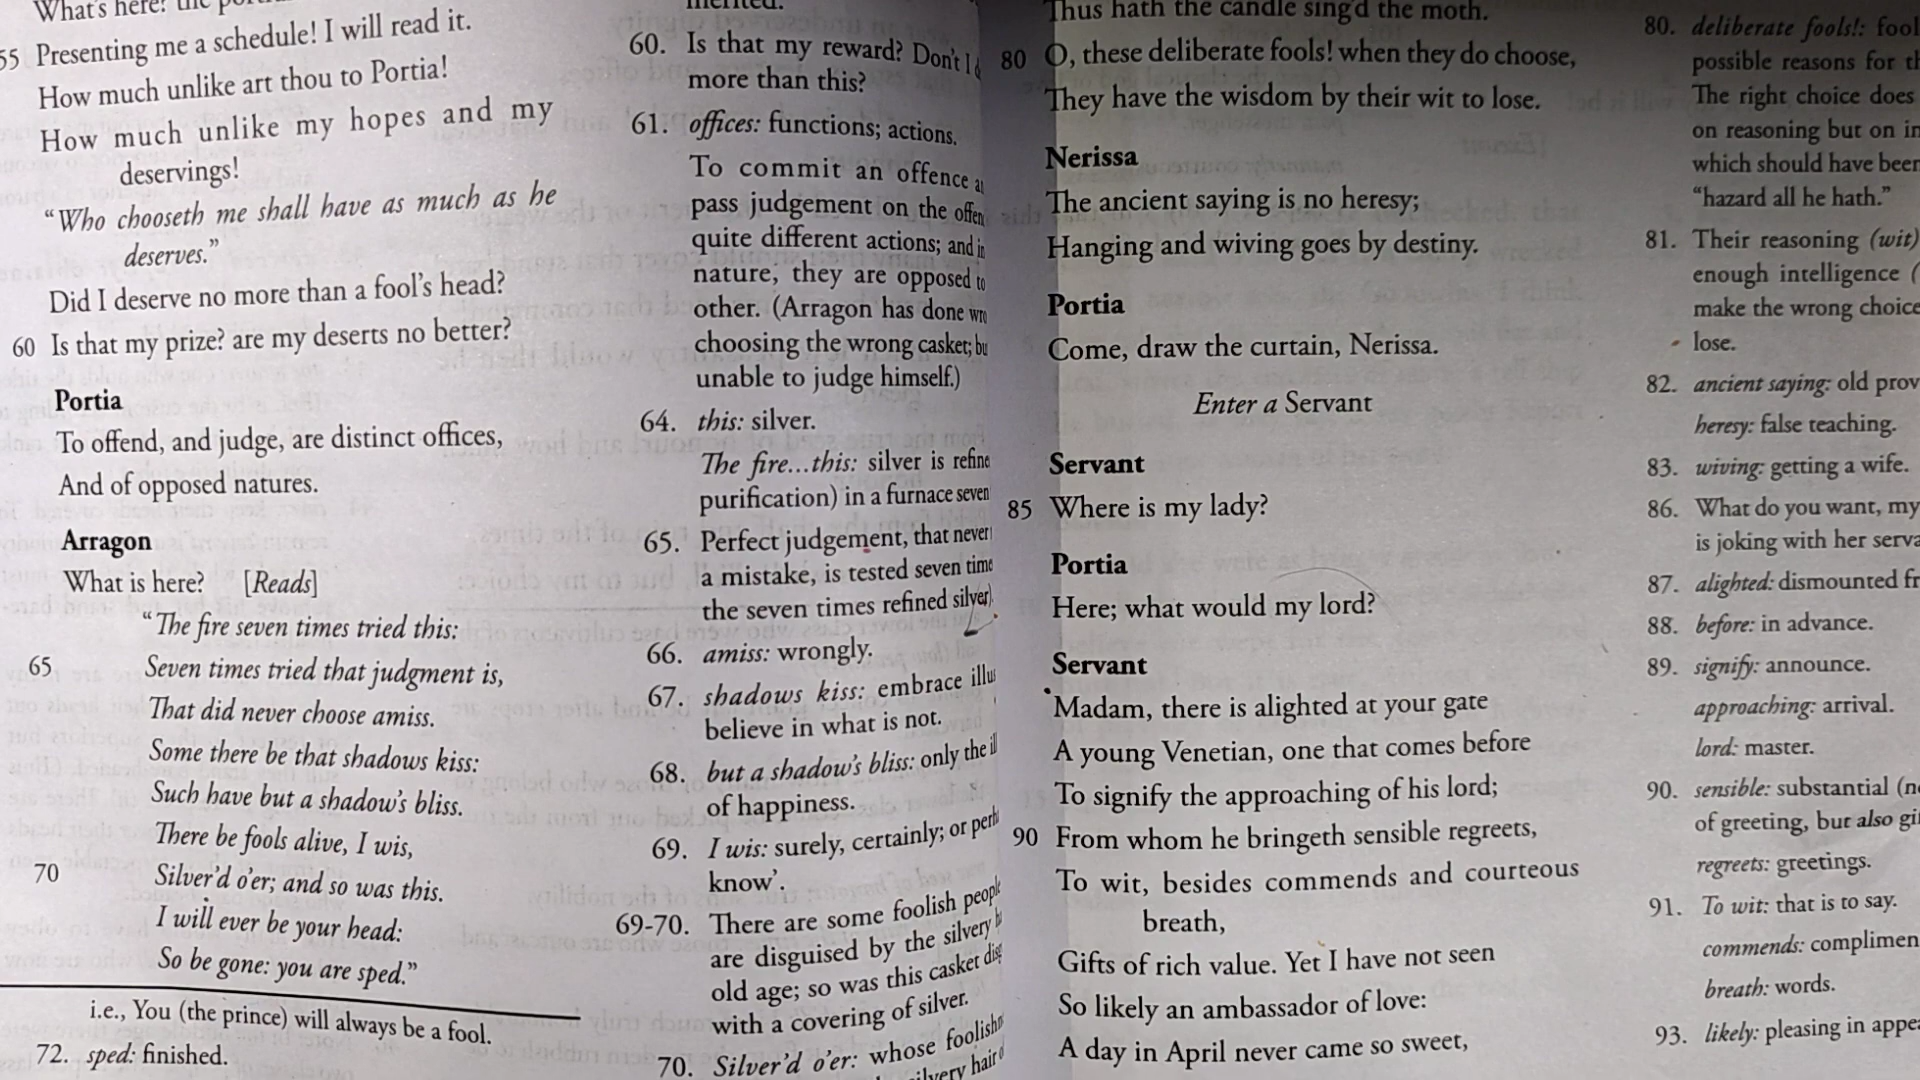 What's here? the
55 Presenting me a schedule! I will read it.
How much unlike art thou to Portia!
How much unlike my hopes and my
deservings!
“Who chooseth me shall have as much as he
deserves.”
Did I deserve no more than a fool's head?
60 Is that my prize? are my deserts no better?
Portia
To offend, and judge, are distinct offices,
And of opposed natures.
Arragon
What is here? [Reads]
“The fire seven times tried this:
65 Seven times tried that judgment is,
That did never choose amiss.
Some there be that shadows kiss:
Such have but a shadow's bliss.
There be fools alive, I wis,
70 Silver'd o'er; and so was this.
I will ever be your head:
So be gone: you are sped.”
i.e., You (the prince) will always be a fool.
72. sped: finished.
merited.
60. Is that my reward? Don't I
more than this?
61. offices: functions; actions.
To commit an offence
pass judgement on the
quite different actions; and
nature, they are opposed to
other. (Arragon has done
choosing the wrong casket;
unable to judge himself.)
64. this: silver.
The fire...this: silver is
purification) in a furnace seven
65. Perfect judgement, that never
a mistake, is tested seven
the seven times refined silver).
66. amiss: wrongly.
67. shadows kiss: embrace
believe in what is not.
68. but a shadow's bliss: only the
of happiness.
69. I wis: surely, certainly; or
know'.
69-70. There are some foolish
are disguised by the silvery
old age; so was this casket
with a covering of silver.
70. Silver'd o'er: whose
silvery hair
Thus hath the candle sing'd the moth.
80 O, these deliberate fools! when they do choose,
They have the wisdom by their wit to lose.
Nerissa
The ancient saying is no heresy;
Hanging and wiving goes by destiny.
Portia
Come, draw the curtain, Nerissa.
Enter a Servant
Servant
85 Where is my lady?
Portia
Here; what would my lord?
Servant
Madam, there is alighted at your gate
A young Venetian, one that comes before
To signify the approaching of his lord;
90 From whom he bringeth sensible regreets,
To wit, besides commends and courteous
breath,
Gifts of rich value. Yet I have not seen
So likely an ambassador of love:
A day in April never came so sweet,
80. deliberate fools!:
possible reasons for
The right choice does
on reasoning but on
which should have been
“hazard all he hath.”
81. Their reasoning (wit)
enough intelligence (
make the wrong choice
lose.
82. ancient saying: old
heresy: false teaching.
83. wiving: getting a wife.
86. What do you want, my
is joking with her
87. alighted: dismounted
88. before: in advance.
89. signify: announce.
approaching: arrival.
lord: master.
90. sensible: substantial
of greeting, but also
regreets: greetings.
91. To wit: that is to say.
commends:
breath: words.
93. likely: pleasing in